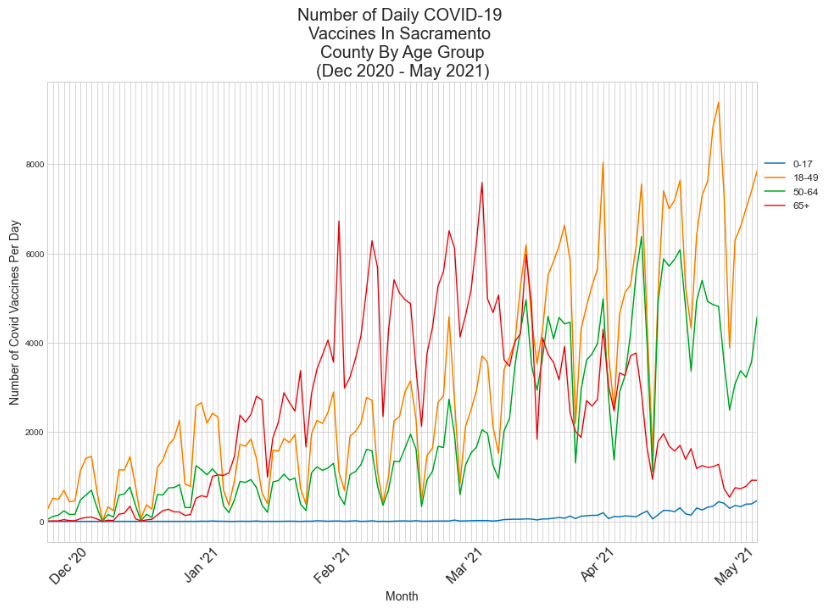 Number of Daily COVID-19
Vaccines In Sacramento
County By Age Group
(Dec 2020 - May 2021)
0-17
18-49
50-64
65+
Number of Covid Vaccines Per Day
8000
6000
4000
2000
0
Dec '20
Jan '21
Feb '21
Mar '21
Apr '21
May '21
Month